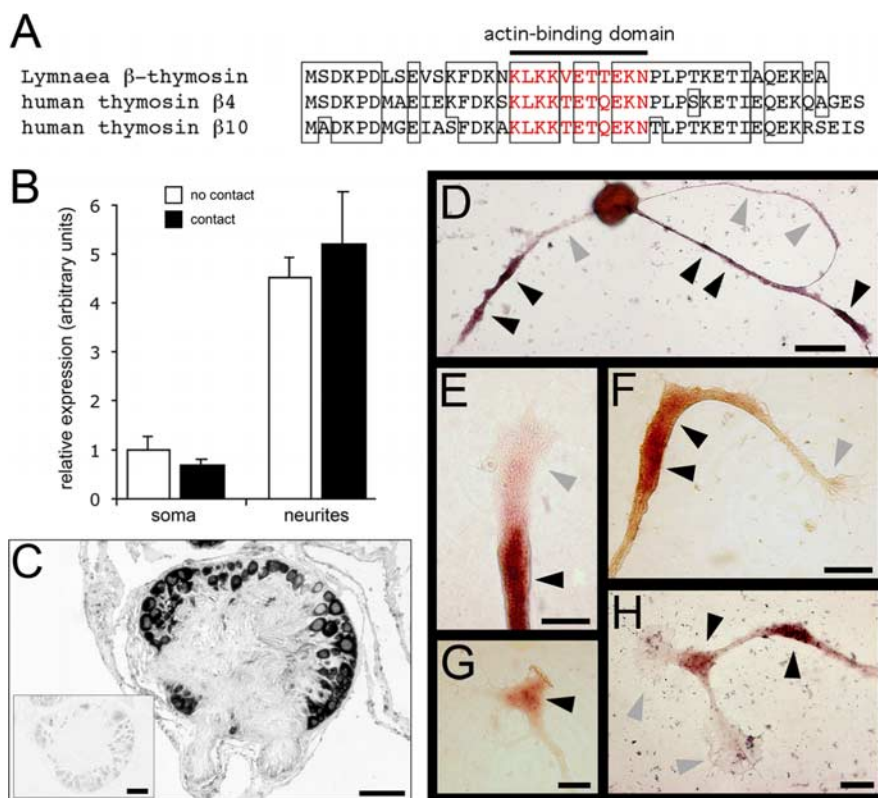 A
actin-binding domain
Lymnaea β-thymosin MSDKPDLSEVSKFDKNKLKKVETTEKNPLPTKETIAQEKEA
human thymosin β4 MSDKPDMAEIEKFDKSKLKKTETQEKNPLPSKETIEQEKQAGES
human thymosin β10 MADKPDMGEIASFDKAKLKKTETQEKNTLPTKETIEQEKRSEIS
B
no contact
contact
relative expression (arbitrary units)
6
5
4
3
2
1
0
soma neurites
C
D
E
F
G
H